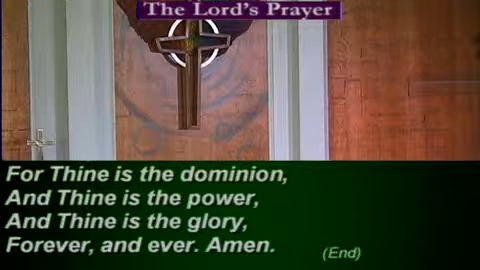 The Lord's Prayer
For Thine is the dominion,
And Thine is the power,
And Thine is the glory,
Forever, and ever. Amen.
(End)